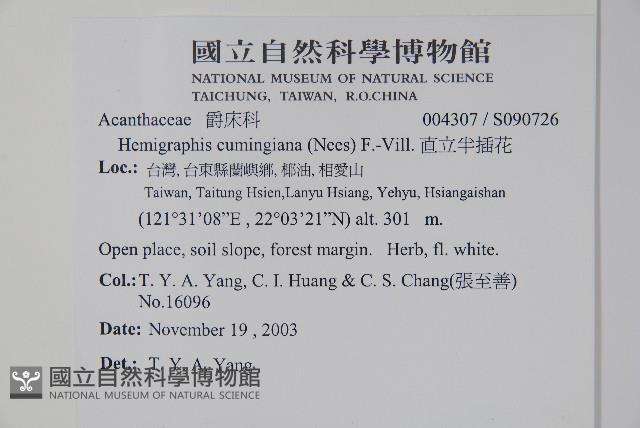 國立自然科學博物館
NATIONAL MUSEUM OF NATURAL SCIENCE
TAICHUNG, TAIWAN, R.O.CHINA
Acanthaceae 爵床科 004307 / S090726
Hemigraphis cumingiana (Nees) F.-Vill. 直立半插花
Loc.: 台灣, 台東縣蘭嶼鄉, 椰油, 相愛山
Taiwan, Taitung Hsien,Lanyu Hsiang, Yehyu, Hsiangaishan
(121°31'08"E , 22°03'21"N) alt. 301 m.
Open place, soil slope, forest margin. Herb, fl. white.
Col.: T. Y. A. Yang, C. I. Huang & C. S. Chang(張至善)
No.16096
Date: November 19 , 2003
Det.: T. Y. A. Yang
國立自然科學博物館
NATIONAL MUSEUM OF NATURAL SCIENCE